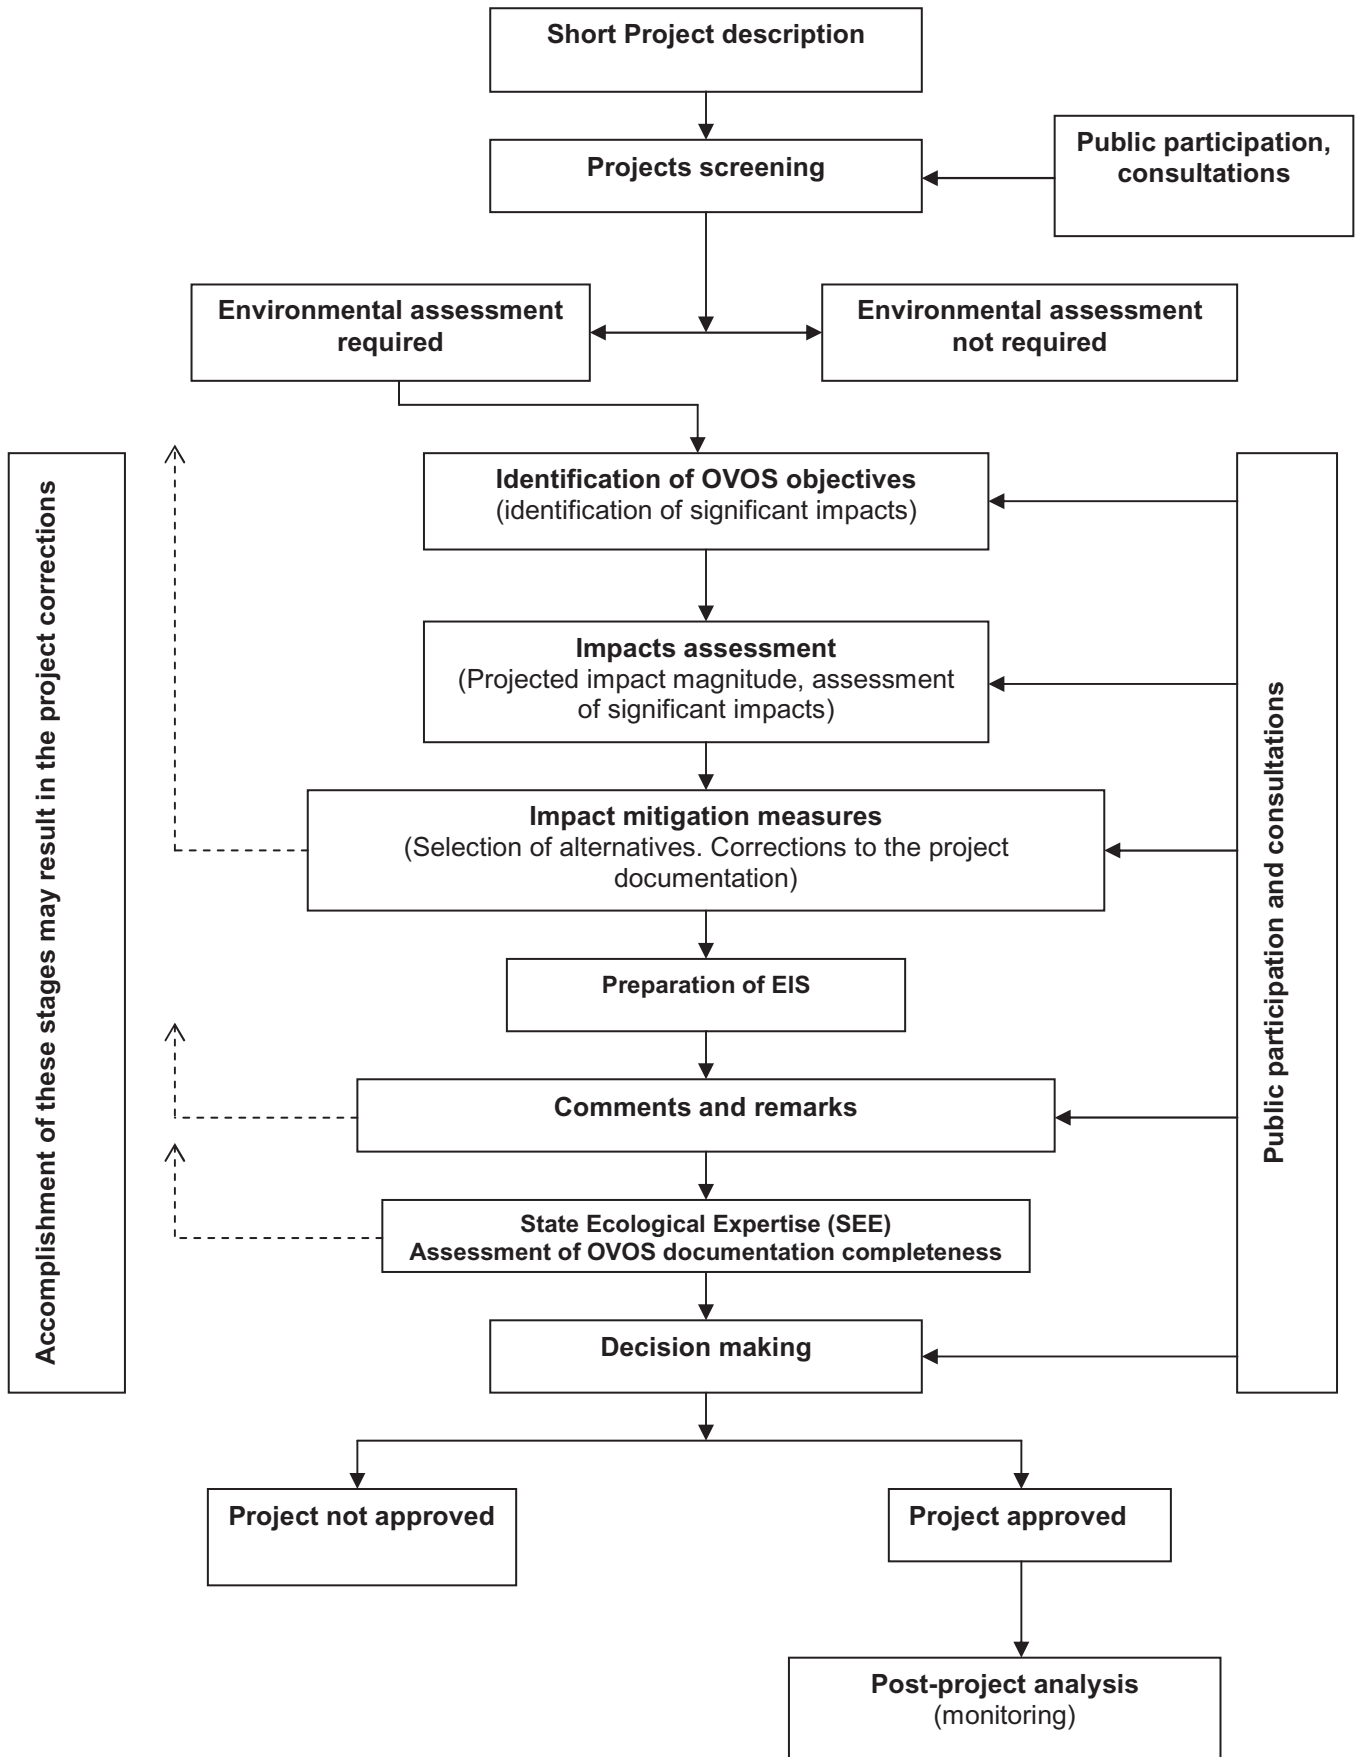 Short Project description
Projects screening
Public participation,
consultations
Environmental assessment
required
Environmental assessment
not required
Accomplishment of these stages may result in the project corrections
Identification of OVOS objectives
(identification of significant impacts)
Impacts assessment
(Projected impact magnitude, assessment
of significant impacts)
Impact mitigation measures
(Selection of alternatives. Corrections to the project
documentation)
Preparation of EIS
Comments and remarks
State Ecological Expertise (SEE)
Assessment of OVOS documentation completeness
Decision making
Public participation and consultations
Project not approved
Project approved
Post-project analysis
(monitoring)